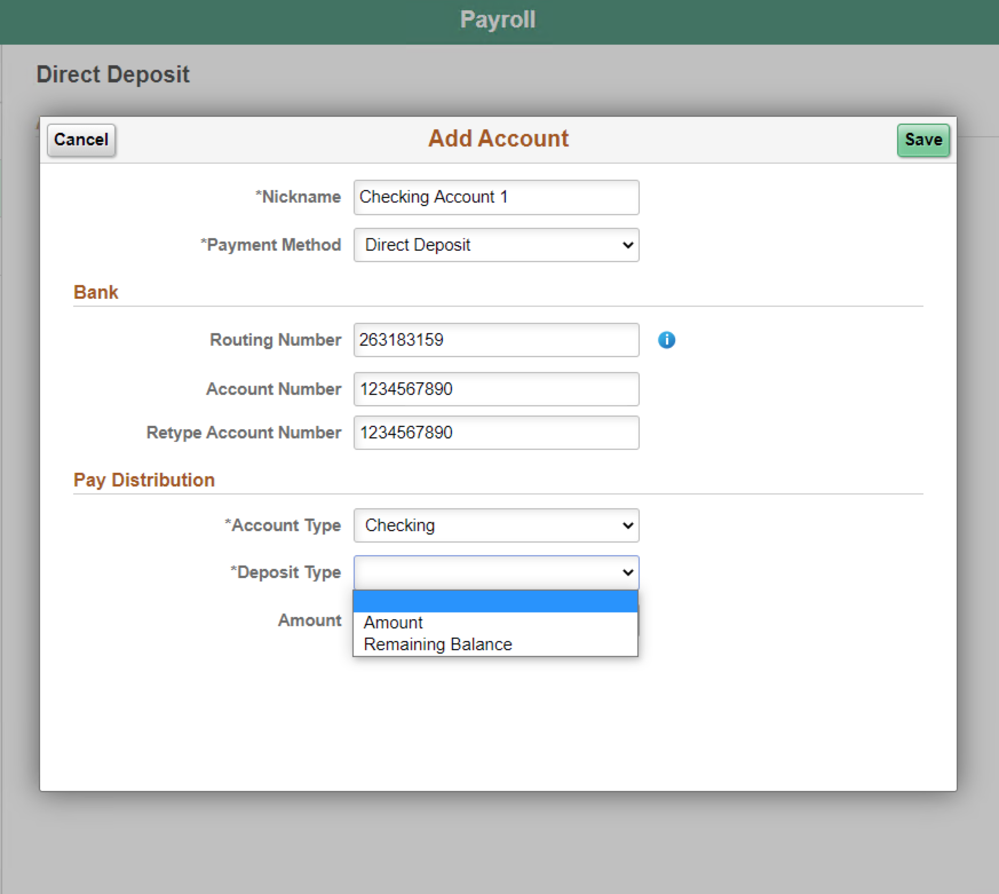 Payroll
Direct Deposit
Cancel
Add Account
Save
*Nickname
Checking Account 1
*Payment Method
Direct Deposit
Bank
Routing Number
263183159
i
Account Number
1234567890
Retype Account Number
1234567890
Pay Distribution
*Account Type
Checking
*Deposit Type
Amount
Amount
Remaining Balance